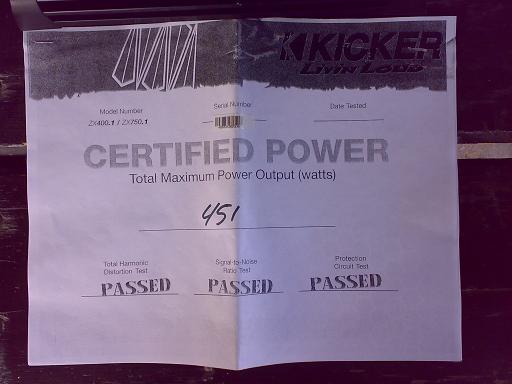 KICKER
LIVIN LOUD
Model Number
Serial Number
Date Tested
ZX400.1 / ZX750.1
CERTIFIED POWER
Total Maximum Power Output (watts)
451
Total Harmonic
Distortion Test
PASSED
Signal-to-Noise
Ratio Test
PASSED
Protection
Circuit Test
PASSED